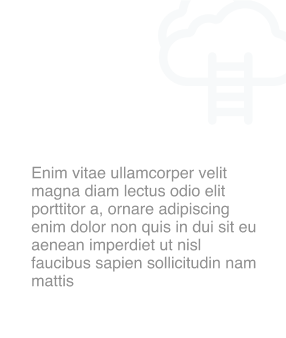 Enim vitae ullamcorper velit
magna diam lectus odio elit
porttitor a, ornare adipiscing
enim dolor non quis in dui sit eu
aenean imperdiet ut nisl
faucibus sapien sollicitudin nam
mattis